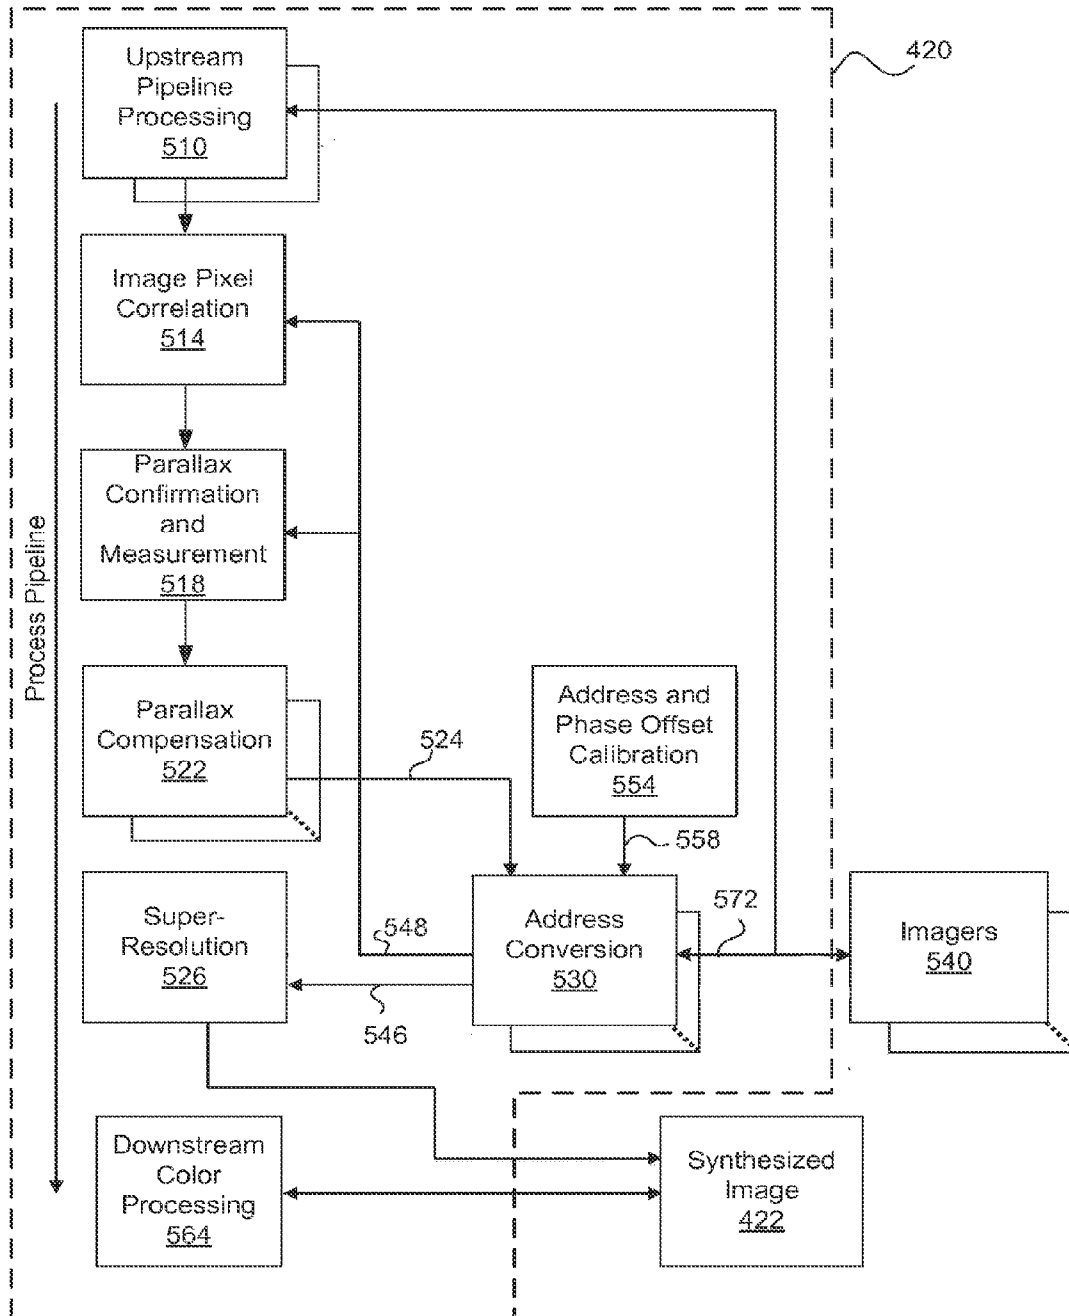 Upstream
Pipeline
Processing
510
420
Image Pixel
Correlation
514
Parallax
Confirmation
and
Measurement
518
Process Pipeline
Parallax
Compensation
522
524
Address and
Phase Offset
Calibration
554
558
Super-
Resolution
526
548
546
Address
Conversion
530
572
Imagers
540
Downstream
Color
Processing
564
Synthesized
Image
422